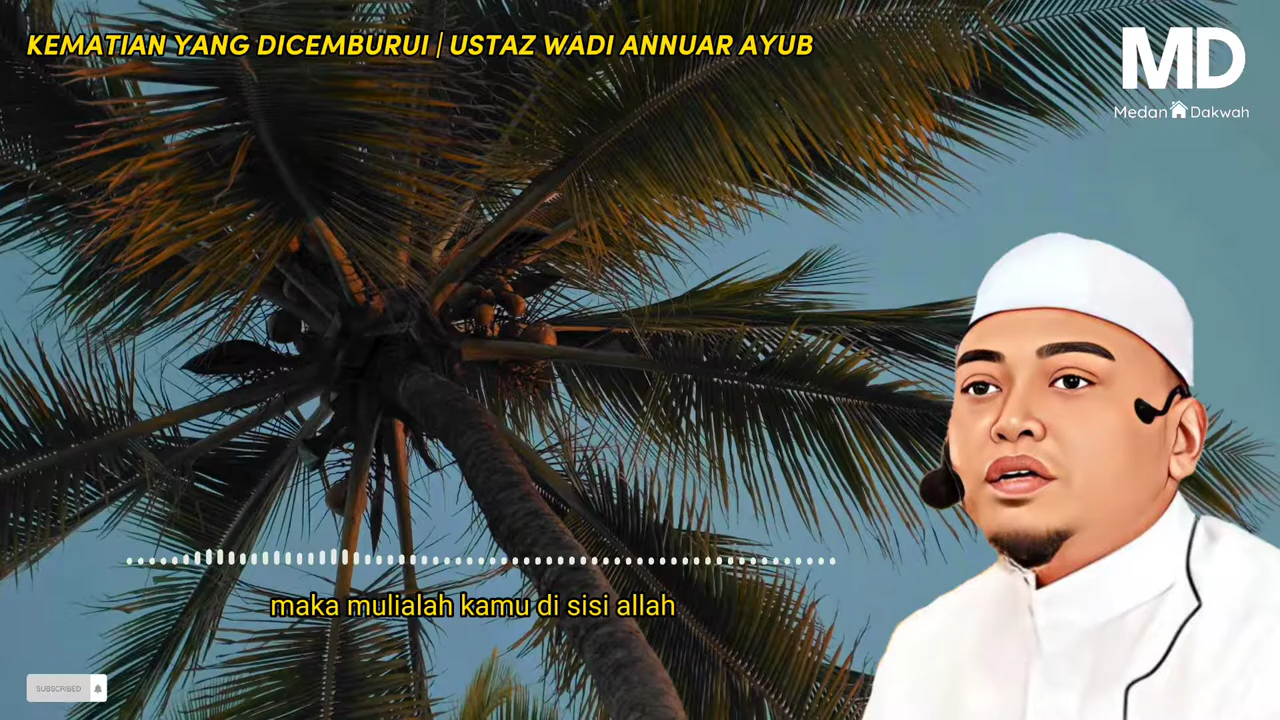 KEMATIAN YANG DICEMBURUI | USTAZ WADI ANNUAR AYUB
MD
Medan Dakwah
maka mulialah kamu di sisi allah
SUBSCRIBED